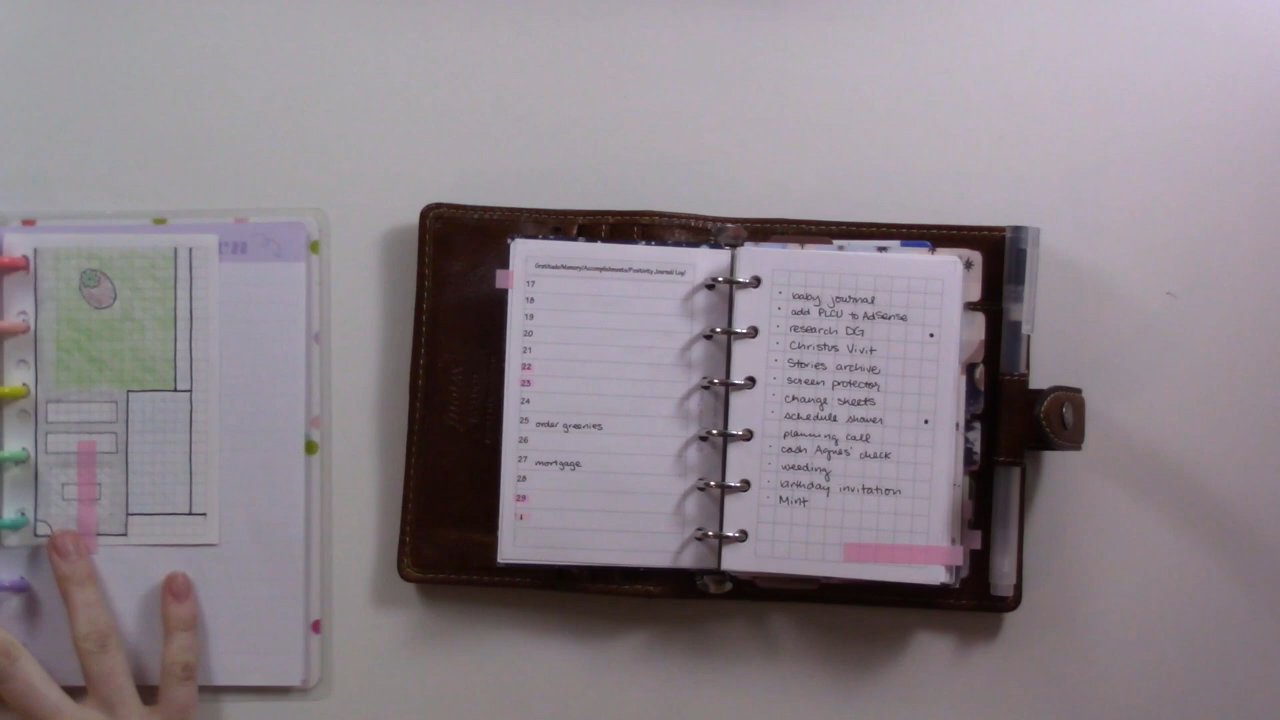 Gratitude/Memory/Accomplishments/Positivity Journal/Log!
17
18
19
20
21
22
23
24
25 order greenies
26
27 mortgage
28
29
1
· baby journal
· add PLCU to AdSense
· research DG
· Christus Vivit
· Stories archive
· screen protector
· change sheets
· schedule shower
planning call
· cash Agnes' check
· weeding
· birthday invitation
· Mint